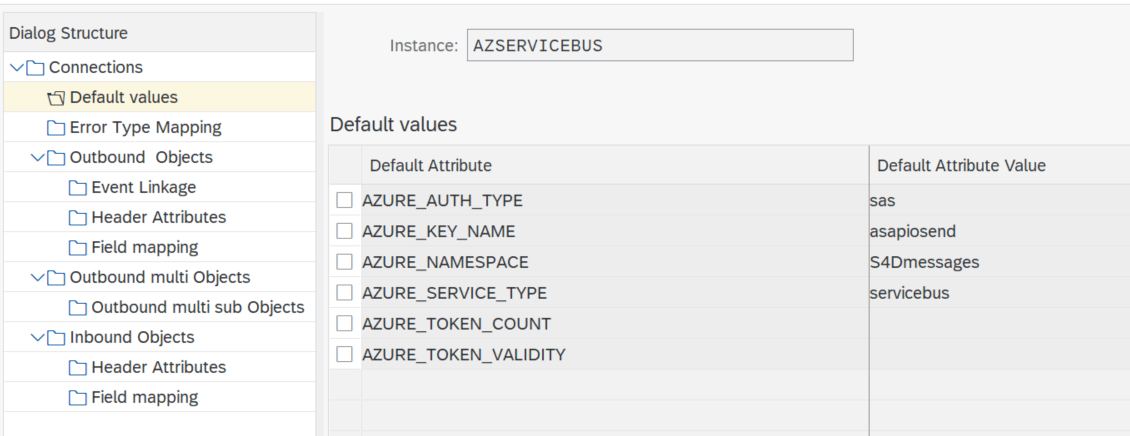 Dialog Structure
Connections
Default values
Error Type Mapping
Outbound  Objects
Event Linkage
Header Attributes
Field mapping
Outbound multi Objects
Outbound multi sub Objects
Inbound Objects
Header Attributes
Field mapping
Instance: AZSERVICEBUS
Default values
Default Attribute Default Attribute Value
AZURE_AUTH_TYPE sas
AZURE_KEY_NAME asapiosend
AZURE_NAMESPACE S4Dmessages
AZURE_SERVICE_TYPE servicebus
AZURE_TOKEN_COUNT
AZURE_TOKEN_VALIDITY